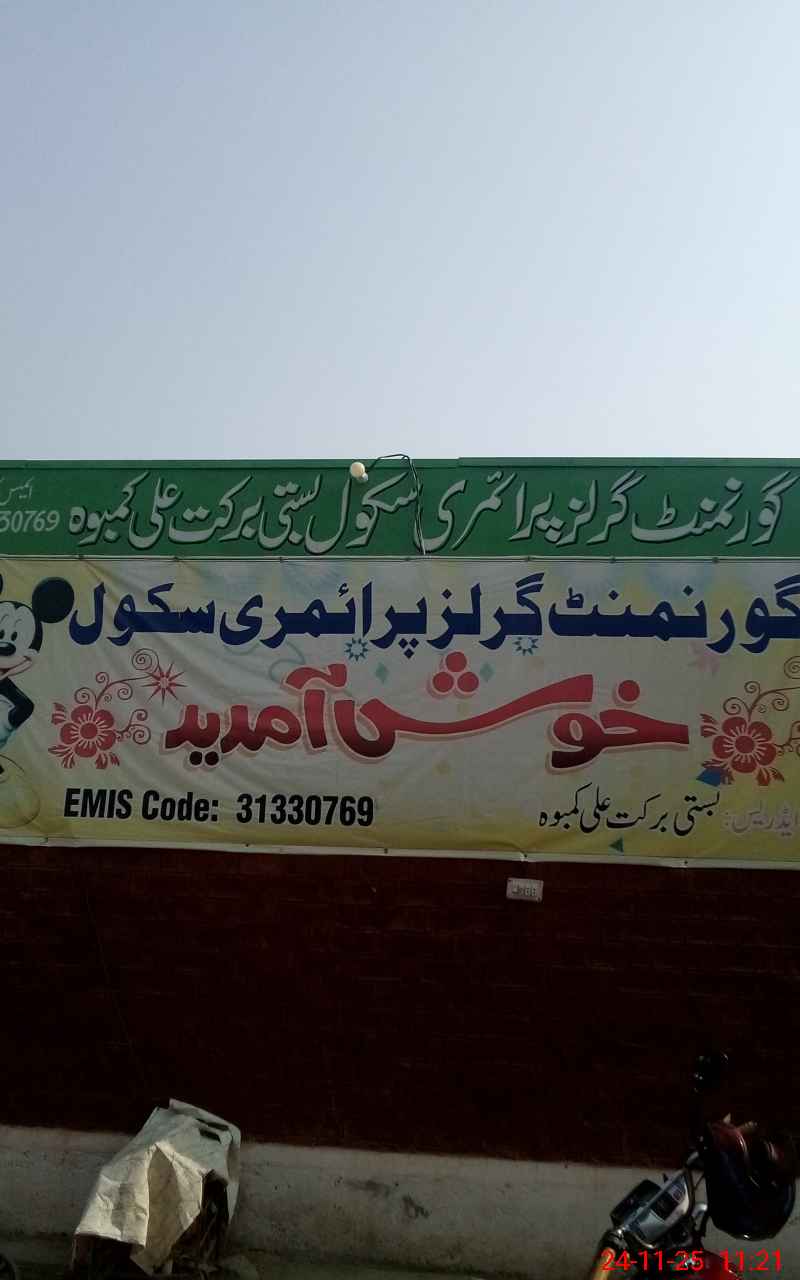 گورنمنٹ گرلز پرائمری سکول بستی برکت علی کمبوہ
گورنمنٹ گرلز پرائمری سکول
خوش آمدید
ایڈریس: بستی برکت علی کمبوہ
EMIS Code: 31330769
24-11-25 11:21